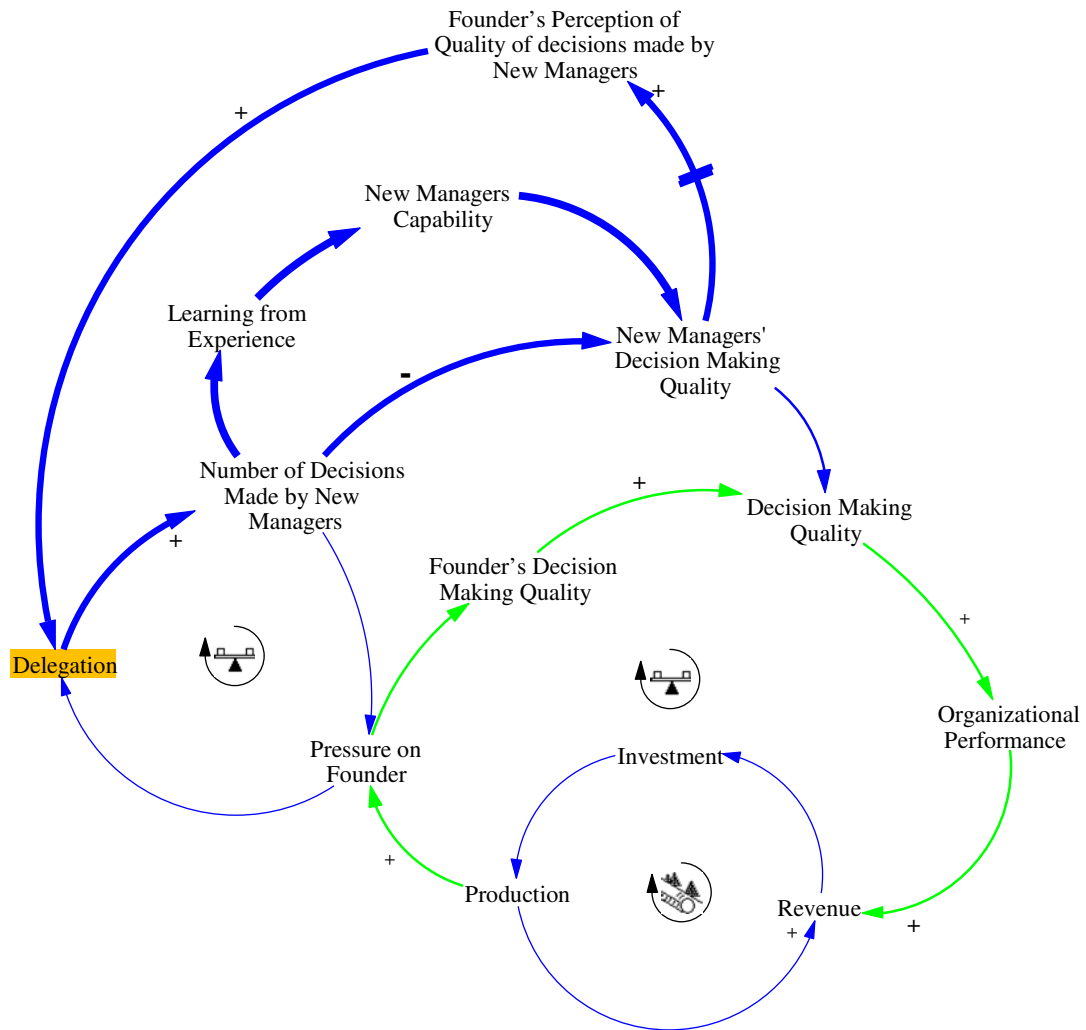 Founder’s Perception of
Quality of decisions made by
New Managers
+
+
New Managers
Capability
Learning from
Experience
New Managers'
Decision Making
Quality
-
Number of Decisions
Made by New
Managers
+
+
Decision Making
Quality
Founder’s Decision
Making Quality
+
Delegation
Organizational
Performance
Pressure on
Founder
Investment
+
Production
Revenue
+
+